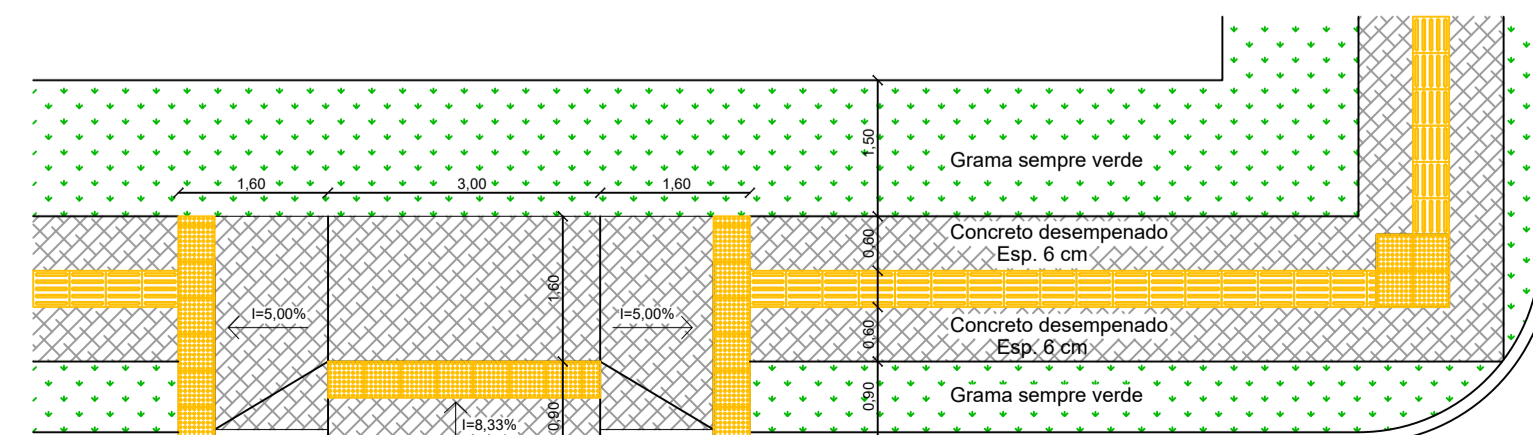 1,50
Grama sempre verde
1,60
3,00
1,60
0,60
Concreto desempenado
Esp. 6 cm
1,60
I=5,00%
I=5,00%
0,60
Concreto desempenado
Esp. 6 cm
0,90
Grama sempre verde
0,90
I=8,33%